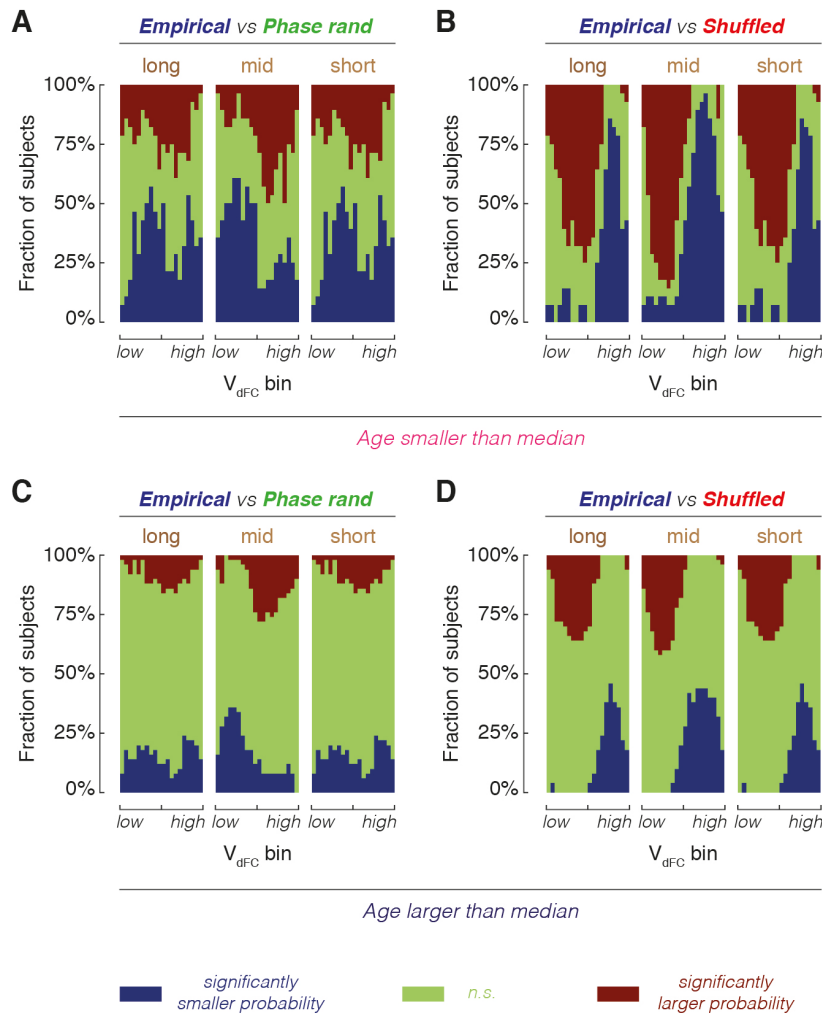 A
Empirical vs Phase rand
long mid short
100%
75%
50%
25%
0%
Fraction of subjects
low high low high low high
VdFC bin
B
Empirical vs Shuffled
long mid short
100%
75%
50%
25%
0%
Fraction of subjects
low high low high low high
VdFC bin
Age smaller than median
C
Empirical vs Phase rand
long mid short
100%
75%
50%
25%
0%
Fraction of subjects
low high low high low high
VdFC bin
D
Empirical vs Shuffled
long mid short
100%
75%
50%
25%
0%
Fraction of subjects
low high low high low high
VdFC bin
Age larger than median
significantly
smaller probability
n.s.
significantly
larger probability